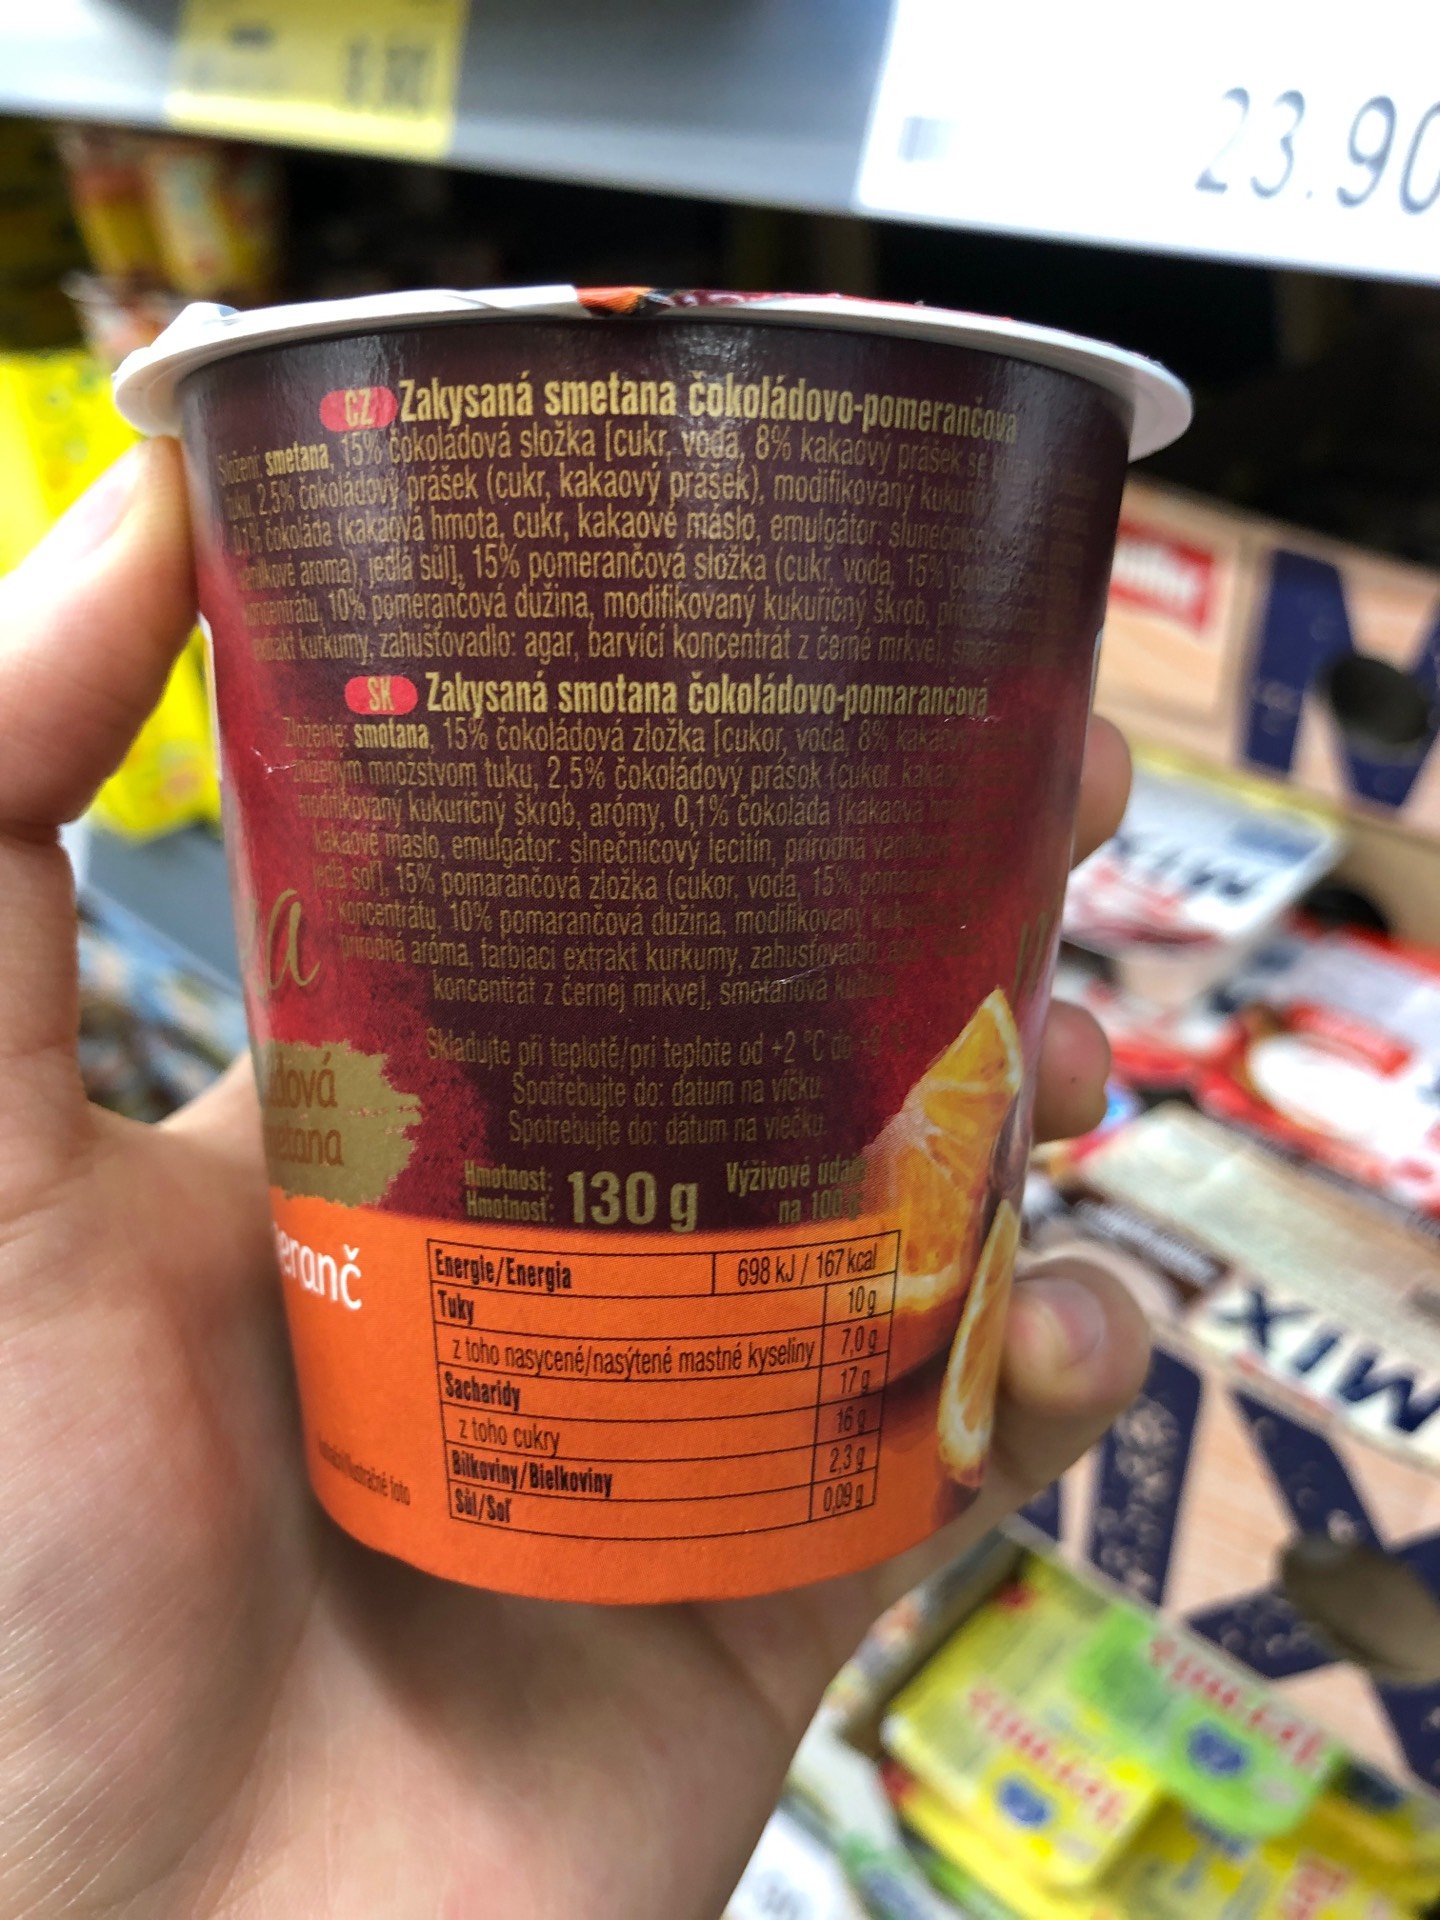 23.90
CZ Zakysaná smetana čokoládovo-pomerančová
smetana, 15% čokoládová složka [cukr, voda, 8% kakaový prášek se
tuku, 2,5% čokoládový prášek (cukr, kakaový prášek), modifikovaný
0,1% čokoláda (kakaová hmota, cukr, kakaové máslo, emulgátor:
aroma), jedlá sůl], 15% pomerančová složka (cukr, voda, 15%
10% pomerančová dužina, modifikovaný kukuřičný škrob,
extrakt kurkumy, zahušťovadlo: agar, barvící koncentrát z černé mrkve],
SK Zakysaná smotana čokoládovo-pomarančová
Zloženie: smotana, 15% čokoládová zložka [cukor, voda, 8%
zníženým množstvom tuku, 2,5% čokoládový prášok (cukor,
modifikovaný kukuričný škrob, arómy, 0,1% čokoláda (kakaová
kakaové maslo, emulgátor: slnečnicový lecitín, prírodná
jedlá soľ], 15% pomarančová zložka (cukor, voda, 15%
z koncentrátu, 10% pomarančová dužina, modifikovaný
prírodná aróma, farbiaci extrakt kurkumy,
koncentrát z čiernej mrkve], smotanová
Skladujte při teplotě/pri teplote od +2 °C do
Spotřebujte do: datum na víčku.
Spotrebujte do: dátum na viečku.
Hmotnost:
Hmotnosť: 130 g
Výživové
na 100
Energie/Energia 698 kJ / 167 kcal
Tuky 10 g
z toho nasycené/nasýtené mastné kyseliny 7,0 g
Sacharidy 17 g
z toho cukry 16 g
Bílkoviny/Bielkoviny 2,3 g
Sůl/Soľ 0,09 g
foto
MIX
MIX